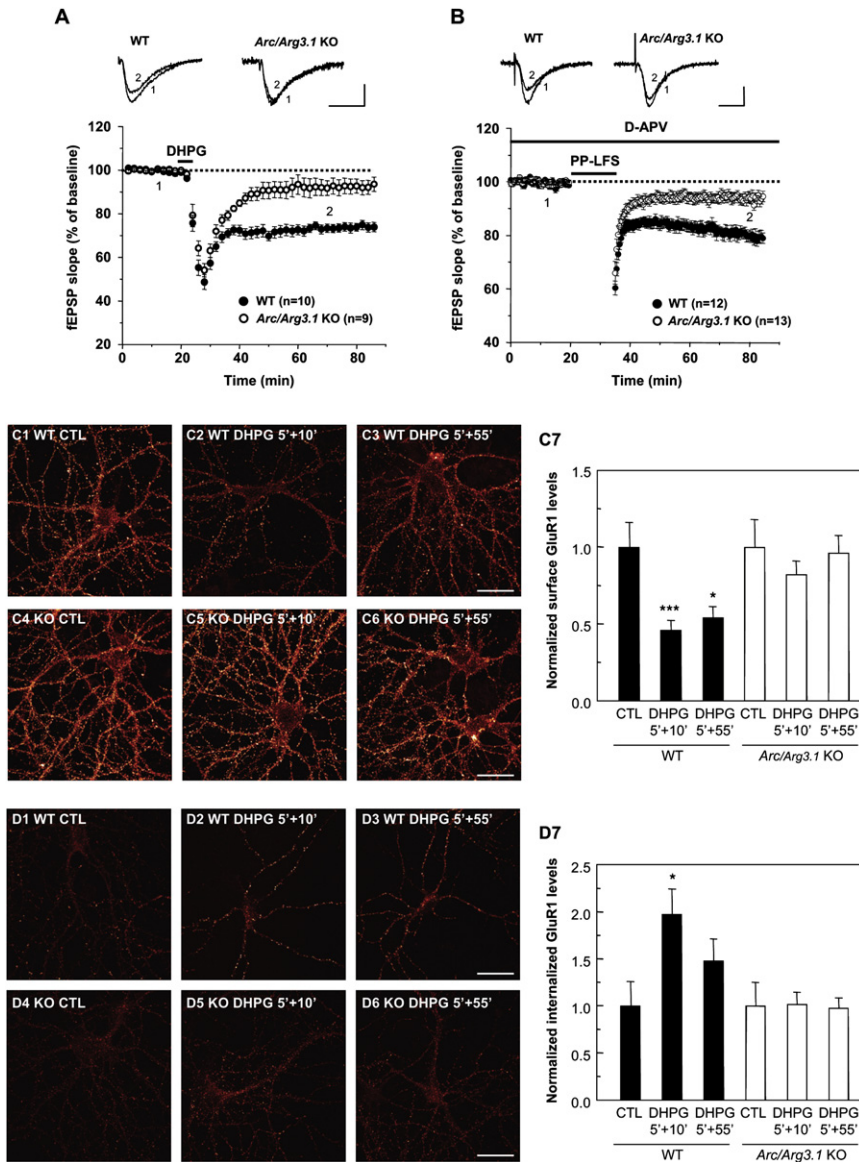 A
WT
Arc/Arg3.1 KO
2
1
2
1
120
100
80
60
40
DHPG
1
2
WT (n=10)
Arc/Arg3.1 KO (n=9)
0 20 40 60 80
Time (min)
fEPSP slope (% of baseline)
B
WT
Arc/Arg3.1 KO
2
1
2
1
D-APV
120
100
80
60
40
PP-LFS
1
2
WT (n=12)
Arc/Arg3.1 KO (n=13)
0 20 40 60 80
Time (min)
fEPSP slope (% of baseline)
C1 WT CTL
C2 WT DHPG 5'+10'
C3 WT DHPG 5'+55'
C4 KO CTL
C5 KO DHPG 5'+10'
C6 KO DHPG 5'+55'
C7
Normalized surface GluR1 levels
1.5
1.0
0.5
0.0
***
*
CTL DHPG DHPG CTL DHPG DHPG
5'+10' 5'+55' 5'+10' 5'+55'
WT Arc/Arg3.1 KO
D1 WT CTL
D2 WT DHPG 5'+10'
D3 WT DHPG 5'+55'
D4 KO CTL
D5 KO DHPG 5'+10'
D6 KO DHPG 5'+55'
D7
Normalized internalized GluR1 levels
2.5
2.0
1.5
1.0
0.5
0.0
*
CTL DHPG DHPG CTL DHPG DHPG
5'+10' 5'+55' 5'+10' 5'+55'
WT Arc/Arg3.1 KO